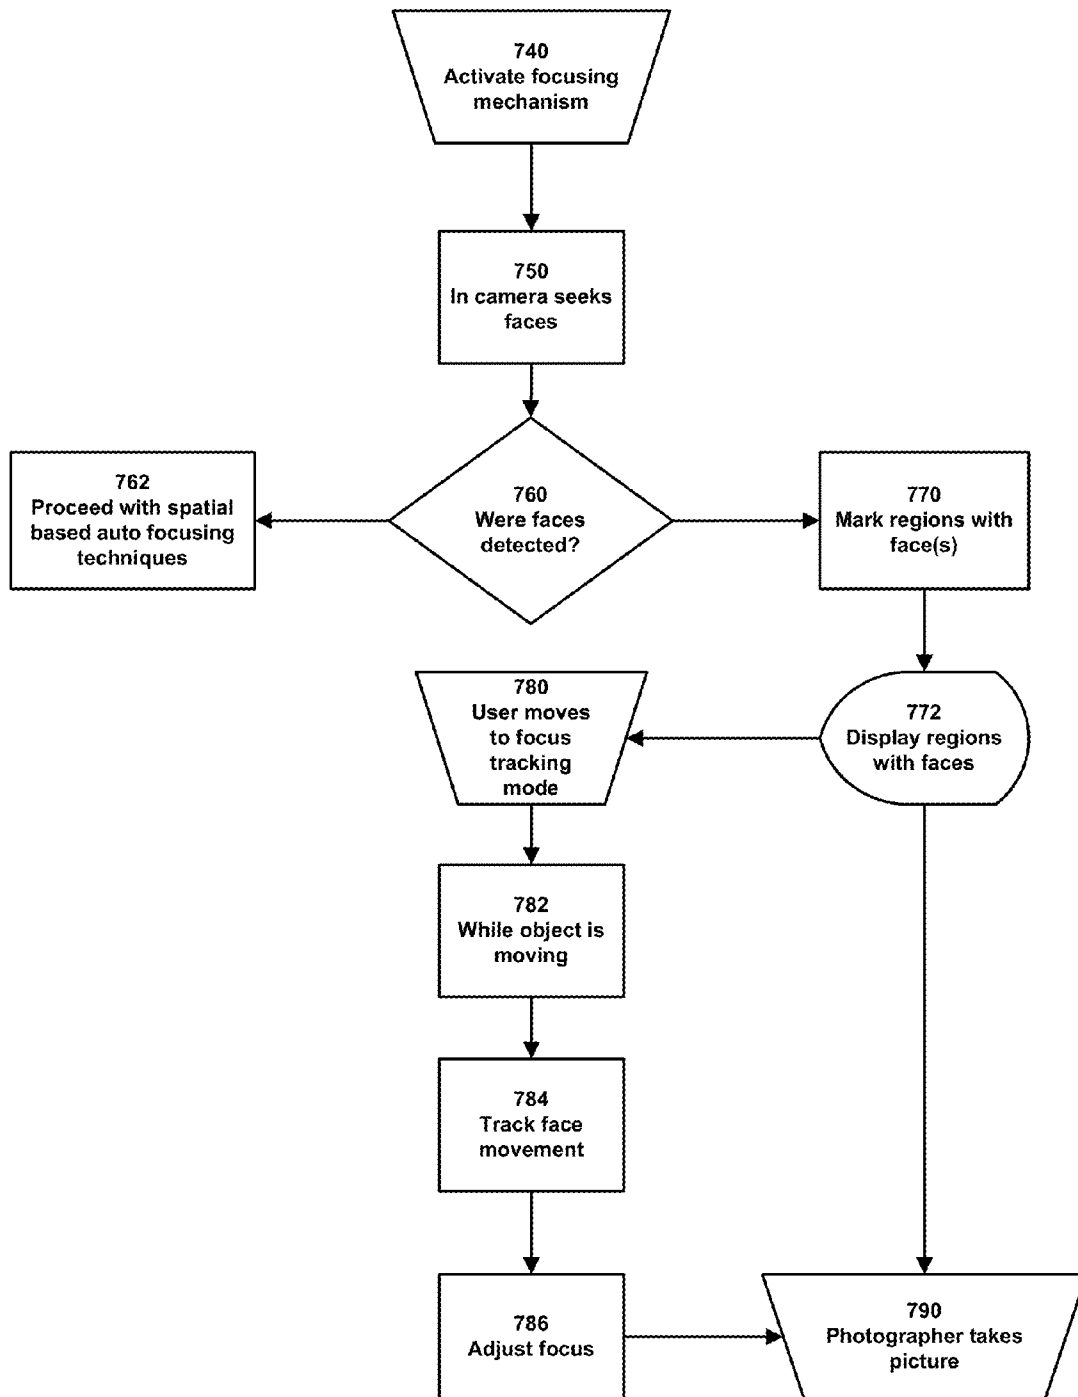 740
Activate focusing
mechanism
750
In camera seeks
faces
762
Proceed with spatial
based auto focusing
techniques
760
Were faces
detected?
770
Mark regions with
face(s)
780
User moves
to focus
tracking
mode
772
Display regions
with faces
782
While object is
moving
784
Track face
movement
786
Adjust focus
790
Photographer takes
picture